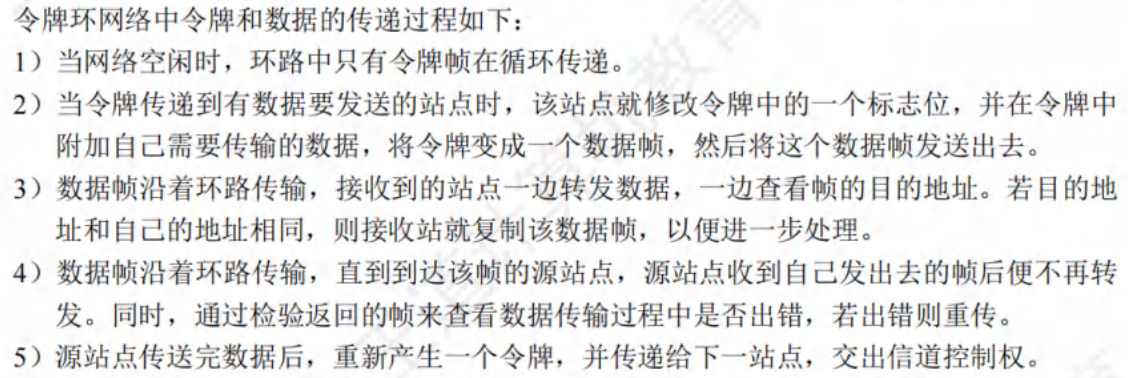 令牌环网络中令牌和数据的传递过程如下：
1）当网络空闲时，环路中只有令牌帧在循环传递。
2）当令牌传递到有数据要发送的站点时，该站点就修改令牌中的一个标志位，并在令牌中
附加自己需要传输的数据，将令牌变成一个数据帧，然后将这个数据帧发送出去。
3）数据帧沿着环路传输，接收到的站点一边转发数据，一边查看帧的目的地址。若目的地
址和自己的地址相同，则接收站就复制该数据帧，以便进一步处理。
4）数据帧沿着环路传输，直到到达该帧的源站点，源站点收到自己发出去的帧后便不再转
发。同时，通过检验返回的帧来查看数据传输过程中是否出错，若出错则重传。
5）源站点传送完数据后，重新产生一个令牌，并传递给下一站点，交出信道控制权。